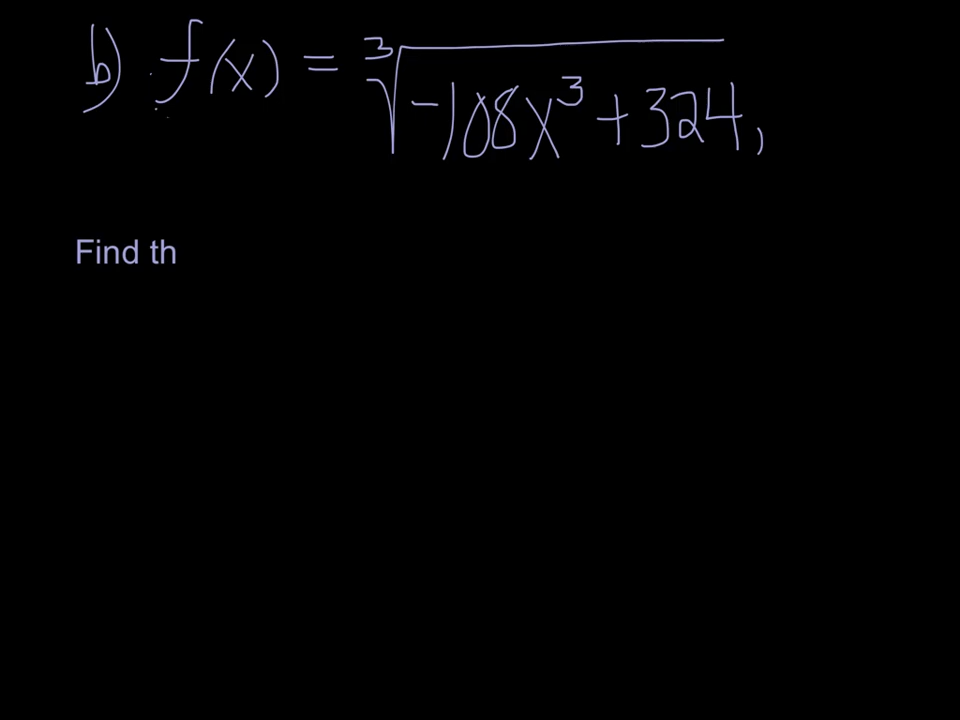 b) f(x) = ∛(-108x³ + 324),
Find th